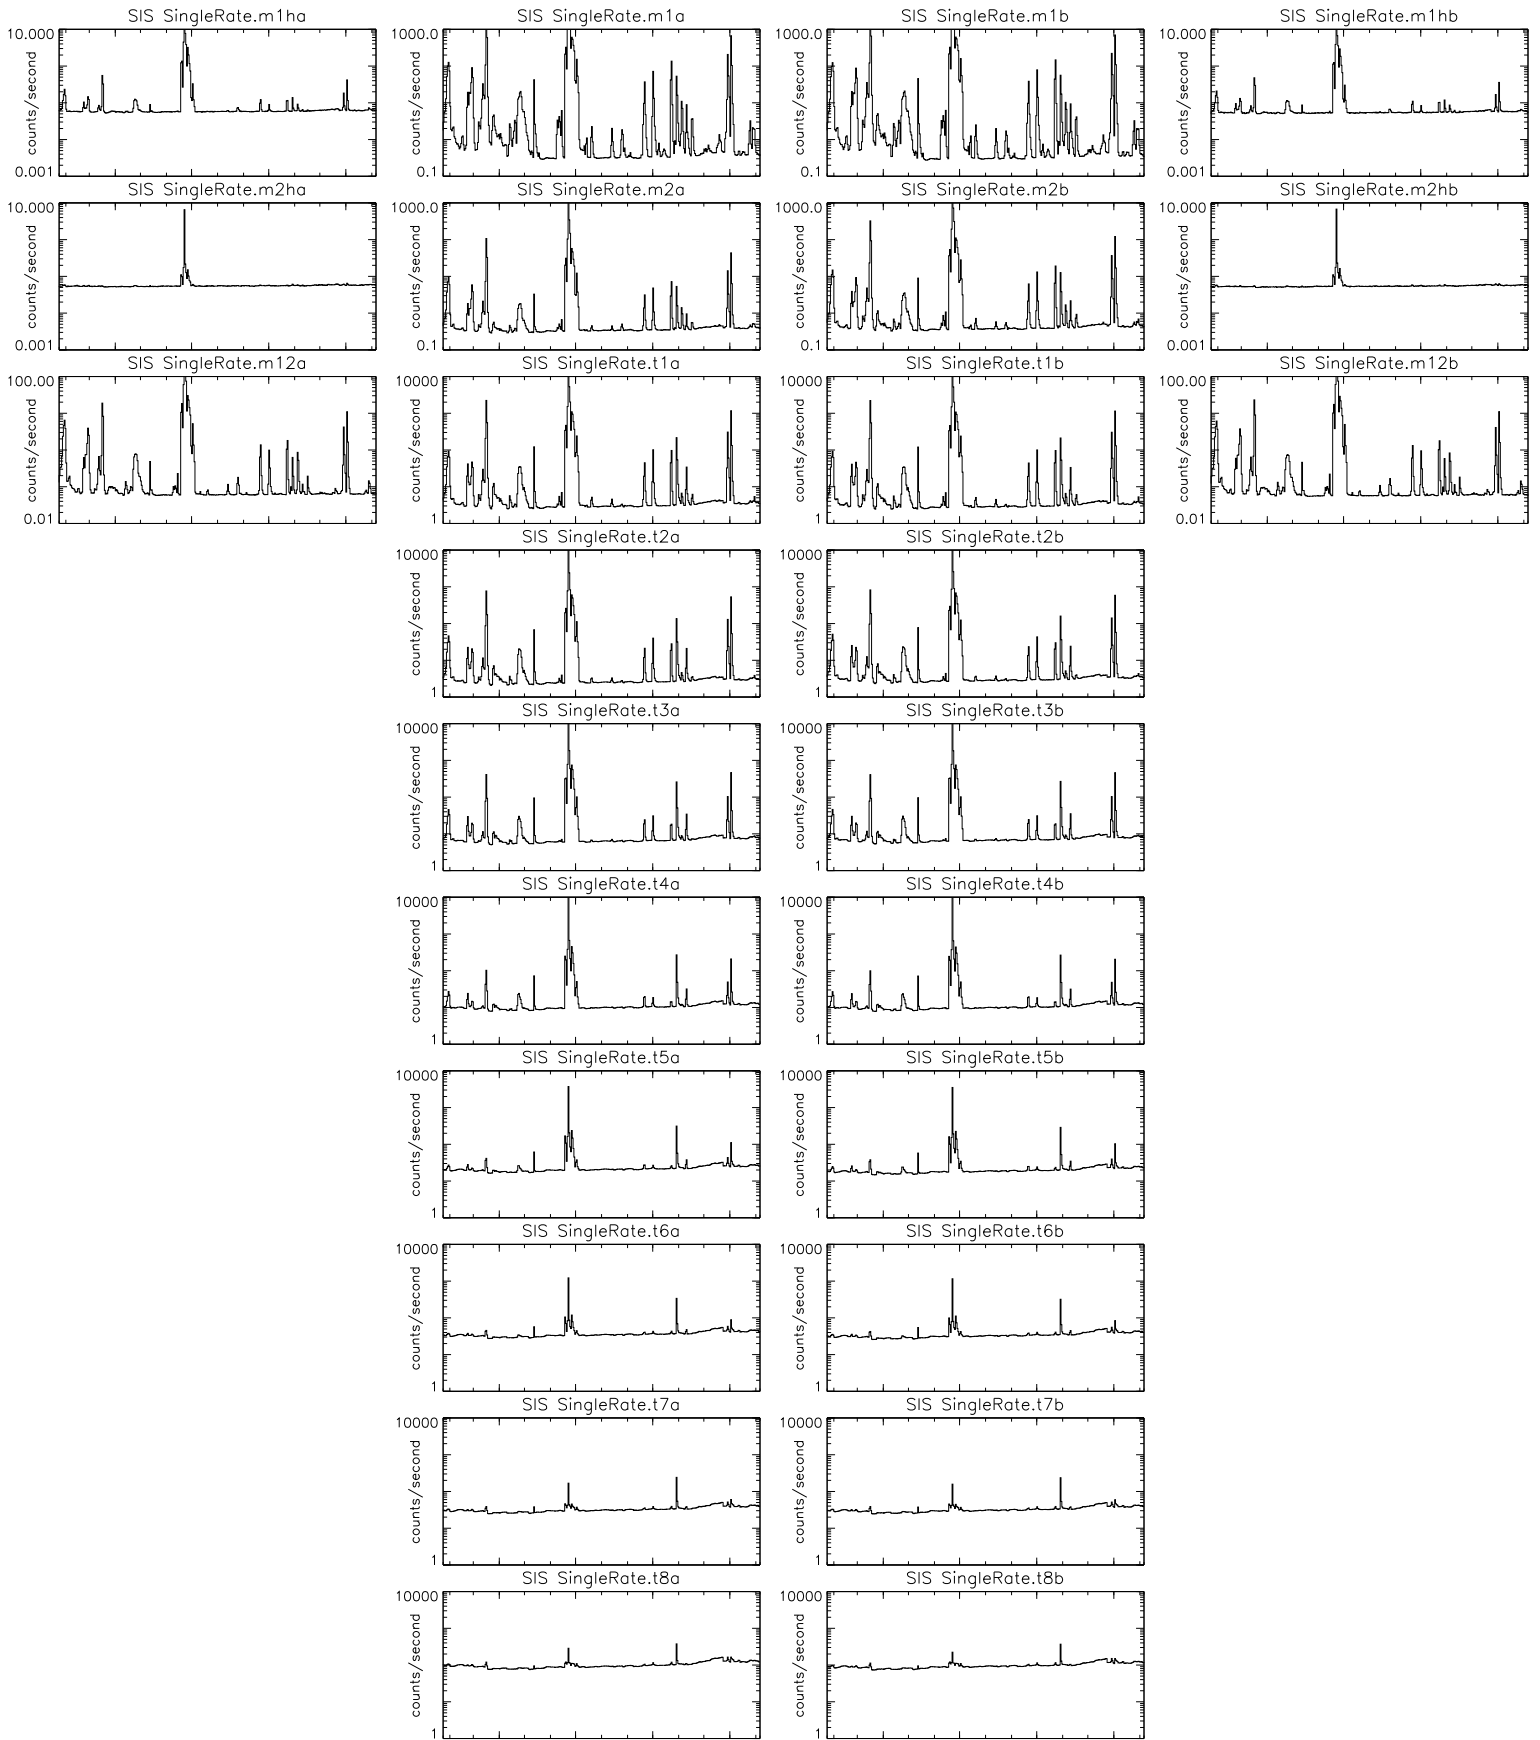 SIS SingleRate.m1ha
SIS SingleRate.m1a
SIS SingleRate.m1b
SIS SingleRate.m1hb
10.000
counts/second
0.001
1000.0
counts/second
0.1
1000.0
counts/second
0.1
10.000
counts/second
0.001
SIS SingleRate.m2ha
SIS SingleRate.m2a
SIS SingleRate.m2b
SIS SingleRate.m2hb
10.000
counts/second
0.001
1000.0
counts/second
0.1
1000.0
counts/second
0.1
10.000
counts/second
0.001
SIS SingleRate.m12a
SIS SingleRate.t1a
SIS SingleRate.t1b
SIS SingleRate.m12b
100.00
counts/second
0.01
10000
counts/second
1
10000
counts/second
1
100.00
counts/second
0.01
SIS SingleRate.t2a
SIS SingleRate.t2b
10000
counts/second
1
10000
counts/second
1
SIS SingleRate.t3a
SIS SingleRate.t3b
10000
counts/second
1
10000
counts/second
1
SIS SingleRate.t4a
SIS SingleRate.t4b
10000
counts/second
1
10000
counts/second
1
SIS SingleRate.t5a
SIS SingleRate.t5b
10000
counts/second
1
10000
counts/second
1
SIS SingleRate.t6a
SIS SingleRate.t6b
10000
counts/second
1
10000
counts/second
1
SIS SingleRate.t7a
SIS SingleRate.t7b
10000
counts/second
1
10000
counts/second
1
SIS SingleRate.t8a
SIS SingleRate.t8b
10000
counts/second
1
10000
counts/second
1